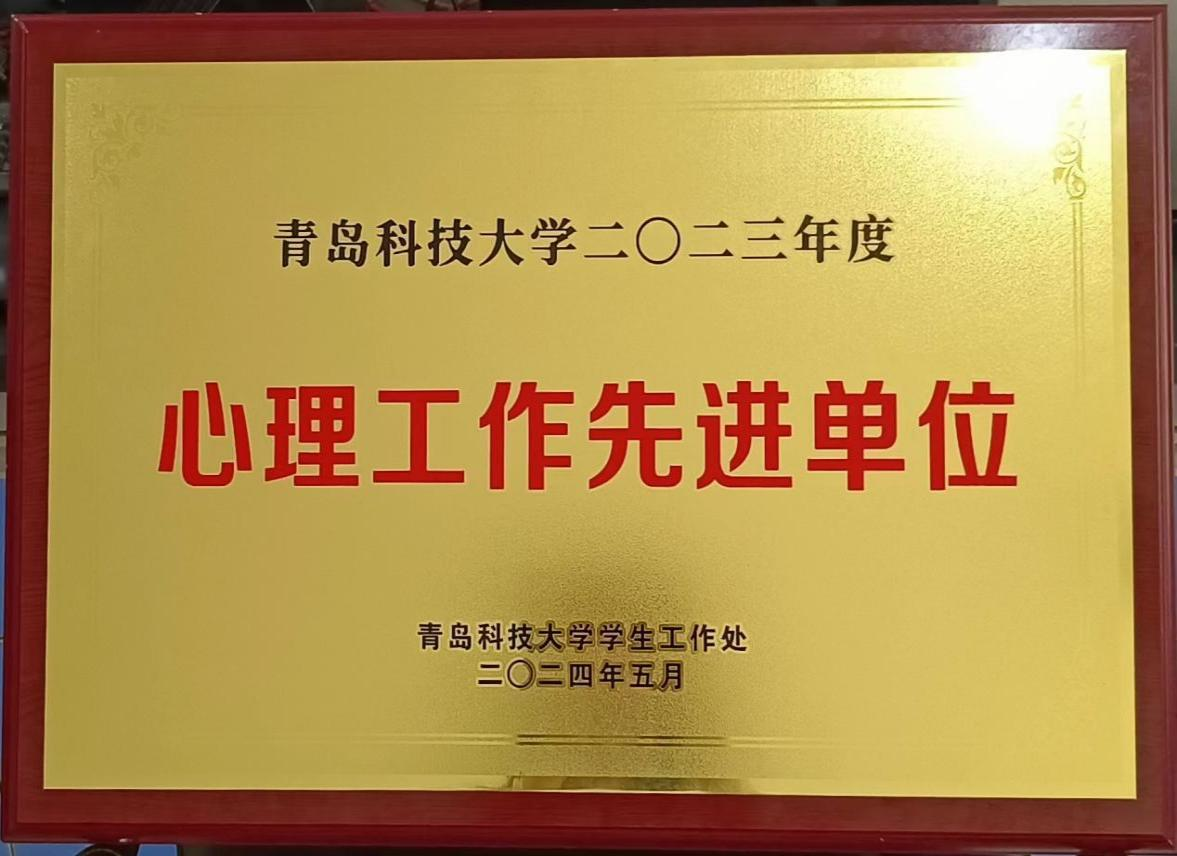 青岛科技大学二〇二三年度
心理工作先进单位
青岛科技大学学生工作处
二〇二四年五月